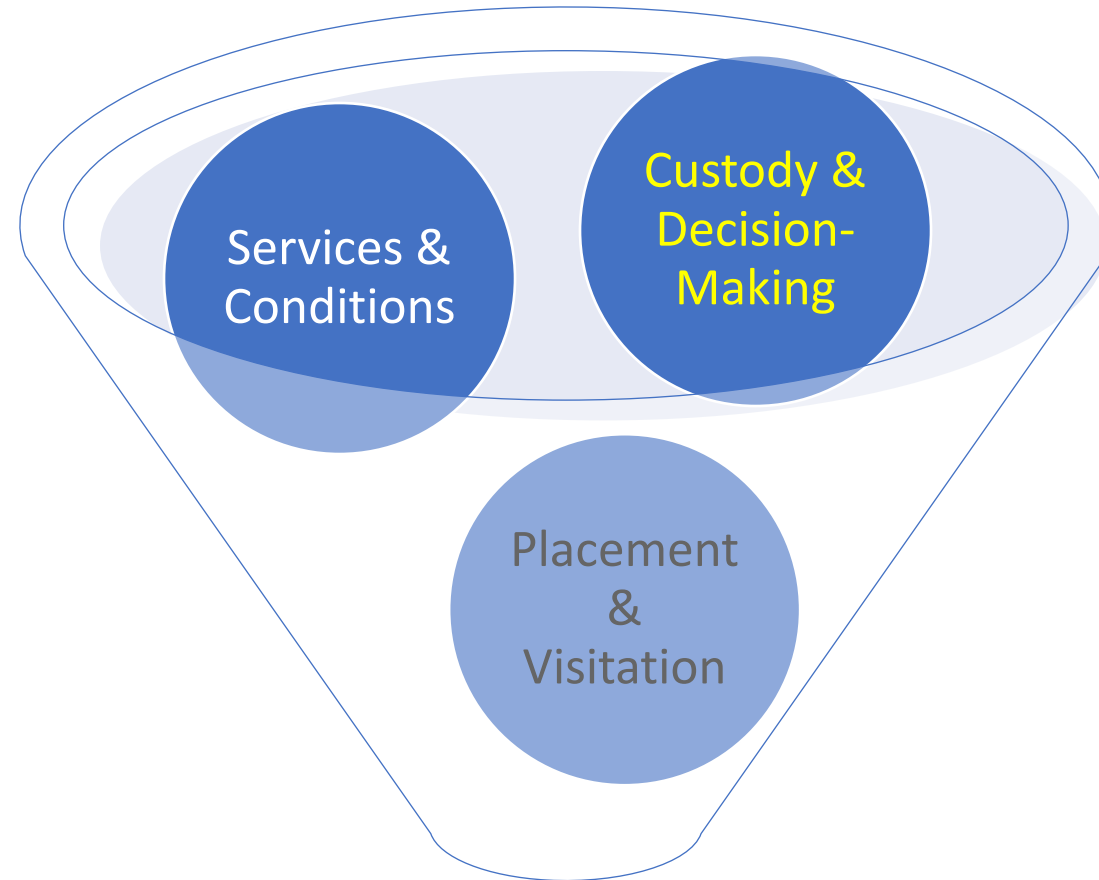 Services &
Conditions
Custody &
Decision-
Making
Placement
&
Visitation